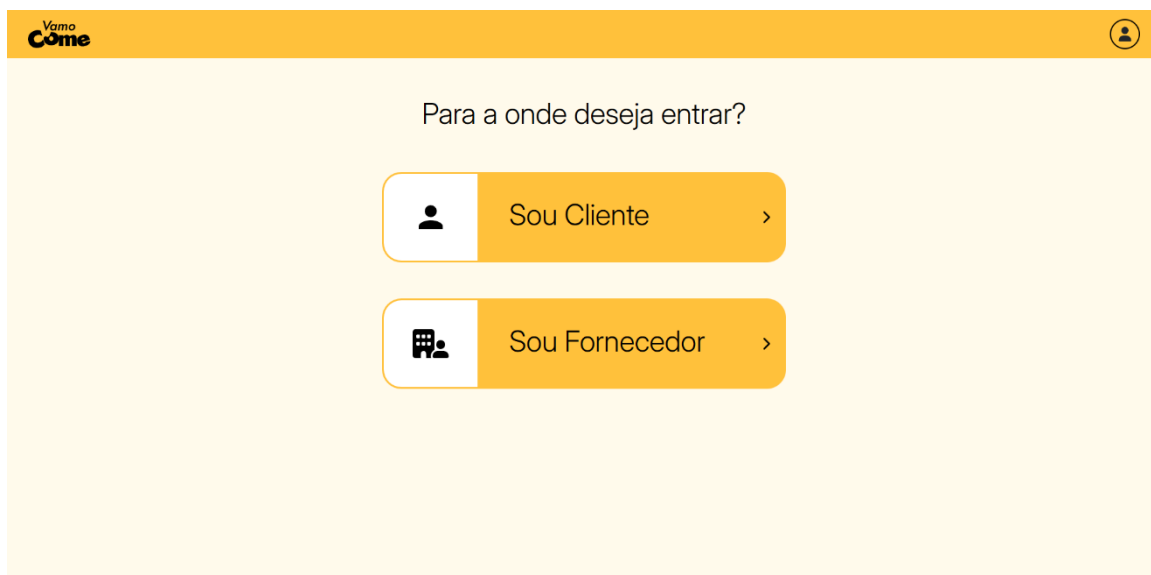 Vamo
Come
Para a onde deseja entrar?
Sou Cliente
Sou Fornecedor